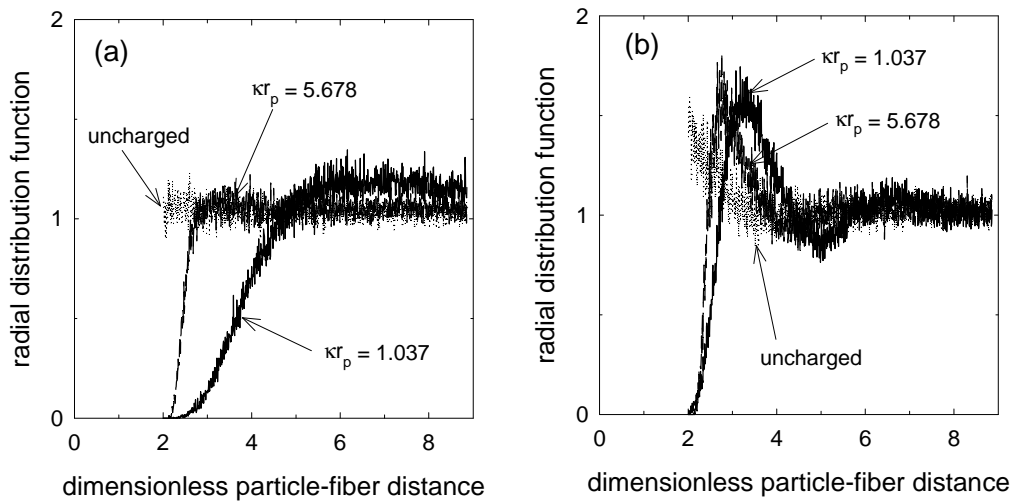 (a)
radial distribution function
2
1
0
κr_p = 5.678
uncharged
κr_p = 1.037
0 2 4 6 8
dimensionless particle-fiber distance
(b)
radial distribution function
2
1
0
κr_p = 1.037
κr_p = 5.678
uncharged
0 2 4 6 8
dimensionless particle-fiber distance